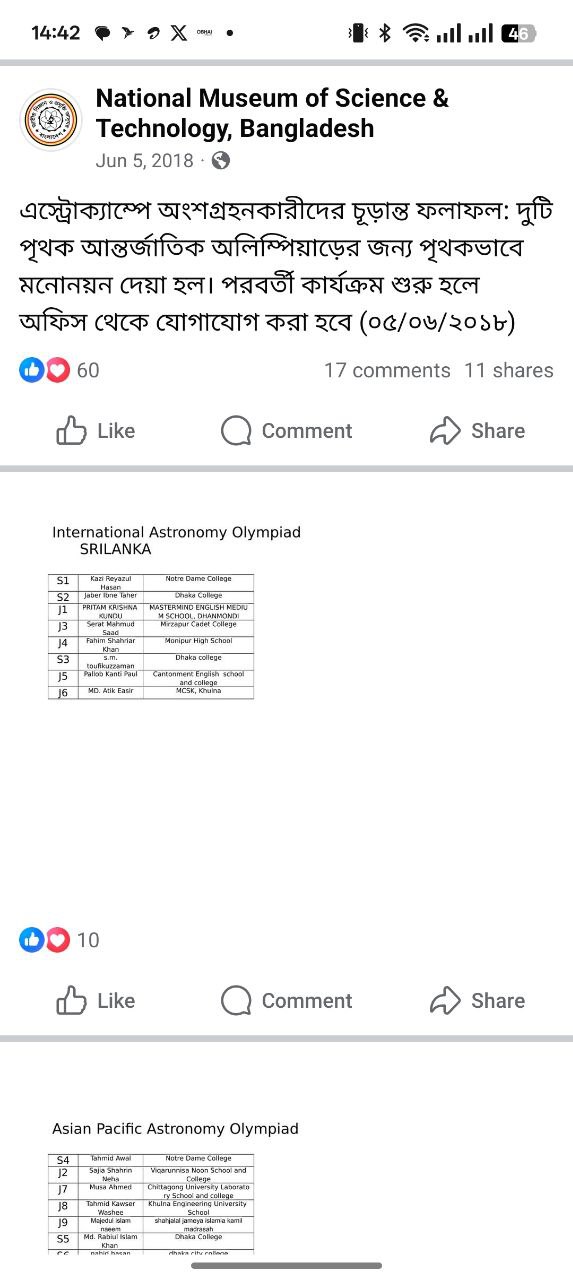 14:42
46
National Museum of Science &
Technology, Bangladesh
Jun 5, 2018
এস্ট্রোক্যাম্পে অংশগ্রহনকারীদের চূড়ান্ত ফলাফল: দুটি
পৃথক আন্তর্জাতিক অলিম্পিয়াড়ের জন্য পৃথকভাবে
মনোনয়ন দেয়া হল। পরবর্তী কার্যক্রম শুরু হলে
অফিস থেকে যোগাযোগ করা হবে (০৫/০৬/২০১৮)
60 17 comments 11 shares
Like Comment Share
International Astronomy Olympiad
SRILANKA
S1 Kazi Reyazul Hasan Notre Dame College
S2 Jaber Ibne Taher Dhaka College
J1 PRITAM KRISHNA KUNDU MASTERMIND ENGLISH MEDIU
M SCHOOL, DHANMONDI
J3 Serat Mahmud Saad Mirzapur Cadet College
J4 Fahim Shahriar Khan Monipur High School
S3 s.m. toufikuzzaman Dhaka college
J5 Pallob Kanti Paul Cantonment English school
and college
J6 MD. Atik Easir MCSK, Khulna
10
Like Comment Share
Asian Pacific Astronomy Olympiad
S4 Tahmid Awal Notre Dame College
J2 Sajia Shahrin Neha Viqarunnisa Noon School and
College
J7 Musa Ahmed Chittagong University Laborato
ry School and college
J8 Tahmid Kawser Washee Khulna Engineering University
School
J9 Majedul islam naeem shahjalal jameya islamia kamil
madrasah
S5 Md. Rabiul Islam Khan Dhaka College
S6 nahid hasan dhaka city college